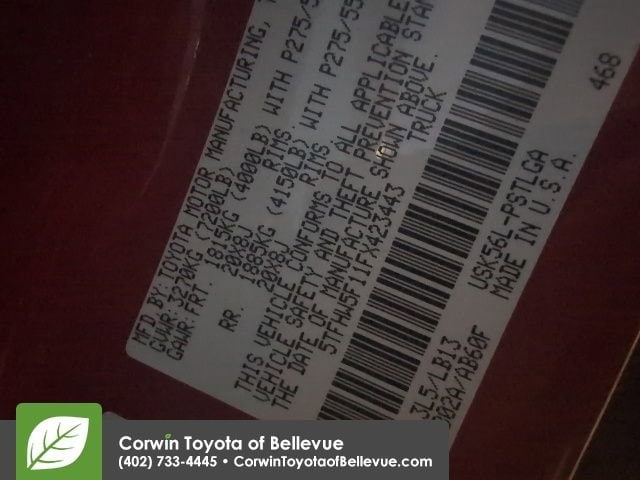 MFD BY: TOYOTA MOTOR MANUFACTURING,
GVWR: 3270KG (7200LB)
GAWR: FRT. 1815KG (4000LB) WITH P275/5
20X8J RIMS.
RR. 1885KG (4150LB) WITH P275/55
20X8J RIMS.
THIS VEHICLE CONFORMS TO ALL APPLICABLE
VEHICLE SAFETY AND THEFT PREVENTION STAN
THE DATE OF MANUFACTURE SHOWN ABOVE.
5TFHW5F11FX423443 TRUCK
468
3L5/LB13 USK56L-PSTLGA
02A/AB60F MADE IN U.S.A.
Corwin Toyota of Bellevue
(402) 733-4445 • CorwinToyotaofBellevue.com